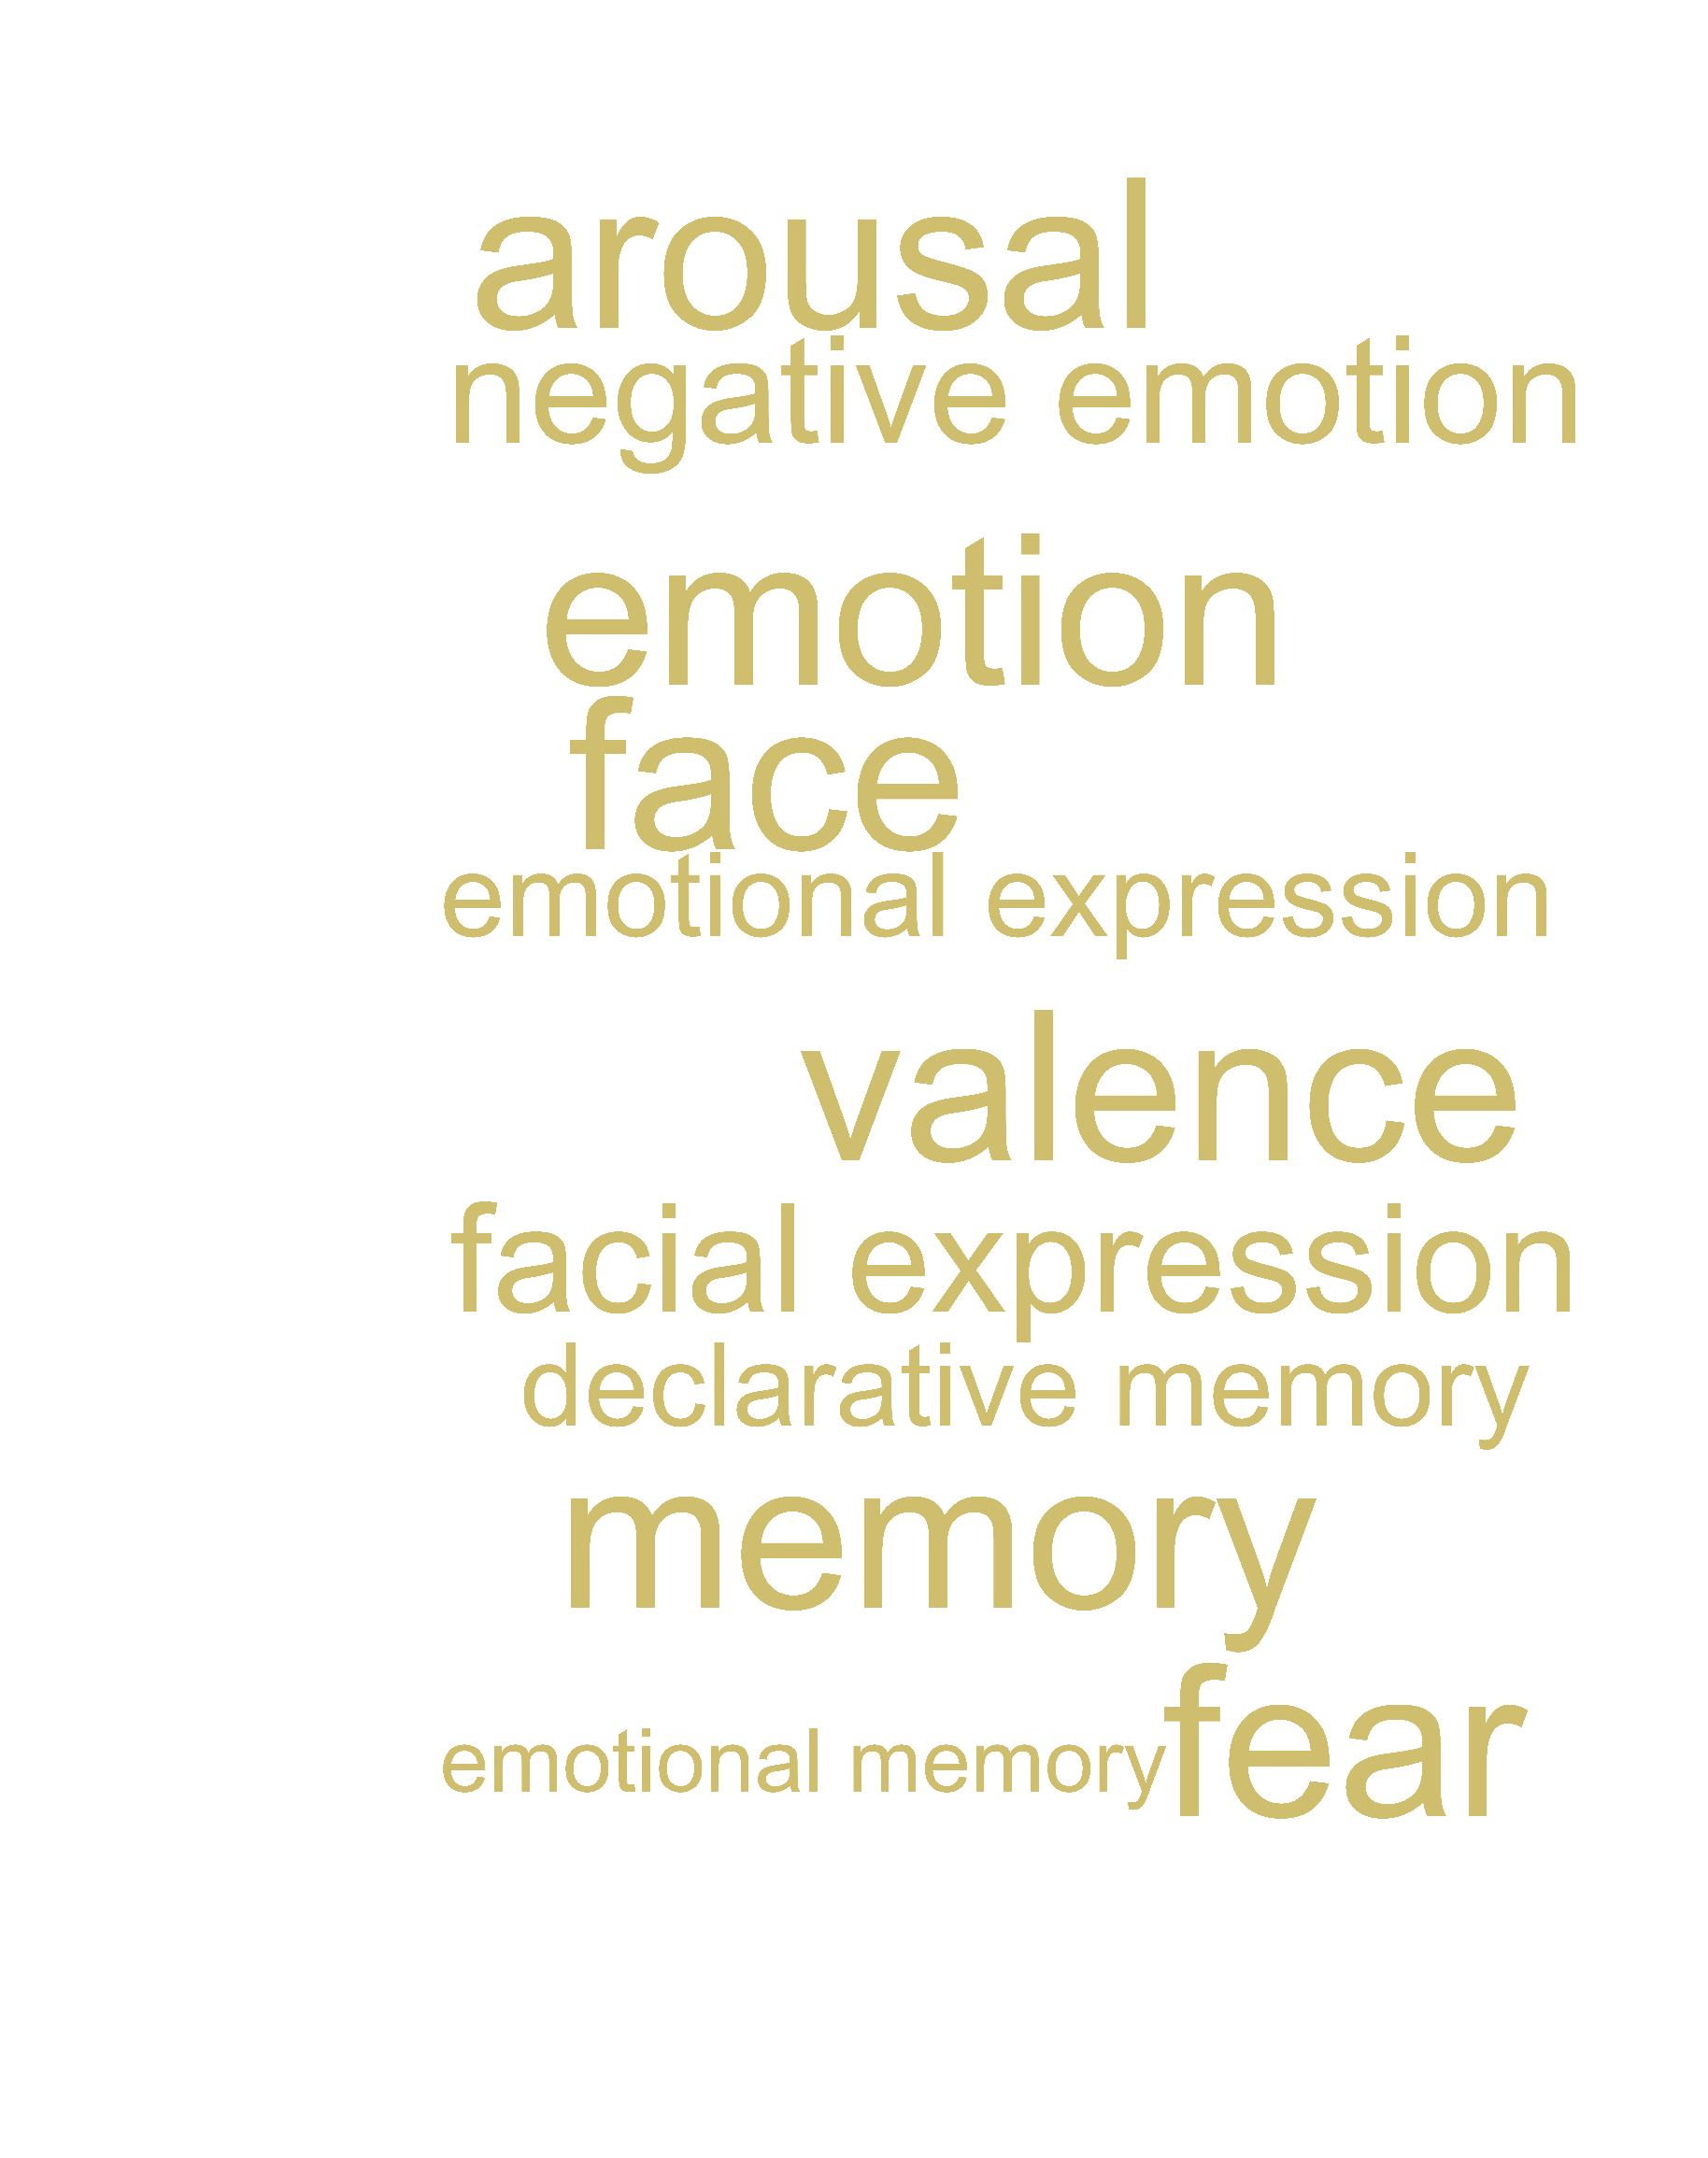 arousal
negative emotion
emotion
face
emotional expression
valence
facial expression
declarative memory
memory
emotional memory fear